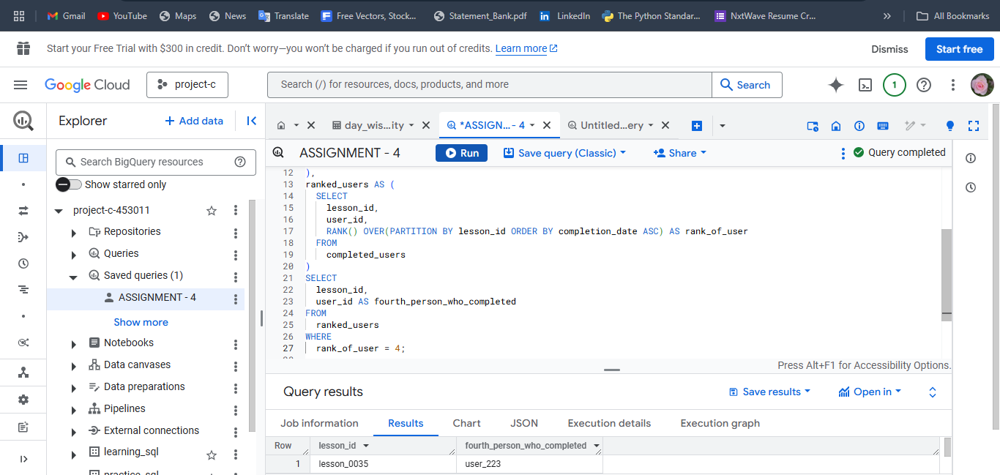 Gmail YouTube Maps News Translate Free Vectors, Stock... Statement_Bank.pdf LinkedIn The Python Standar... NxtWave Resume Cr... » All Bookmarks
Start your Free Trial with $300 in credit. Don't worry—you won't be charged if you run out of credits. Learn more Dismiss Start free
Google Cloud project-c Search (/) for resources, docs, products, and more Search 1
Explorer + Add data
day_wis...ity *ASSIGN... - 4 Untitled...ery
Search BigQuery resources
ASSIGNMENT - 4 Run Save query (Classic) Share Query completed
Show starred only
project-c-453011
Repositories
Queries
Saved queries (1)
ASSIGNMENT - 4
Show more
Notebooks
Data canvases
Data preparations
Pipelines
External connections
learning_sql
12 ),
13 ranked_users AS (
14 SELECT
15 lesson_id,
16 user_id,
17 RANK() OVER(PARTITION BY lesson_id ORDER BY completion_date ASC) AS rank_of_user
18 FROM
19 completed_users
20 )
21 SELECT
22 lesson_id,
23 user_id AS fourth_person_who_completed
24 FROM
25 ranked_users
26 WHERE
27 rank_of_user = 4;
Press Alt+F1 for Accessibility Options.
Query results Save results Open in
Job information Results Chart JSON Execution details Execution graph
Row lesson_id fourth_person_who_completed
1 lesson_0035 user_223